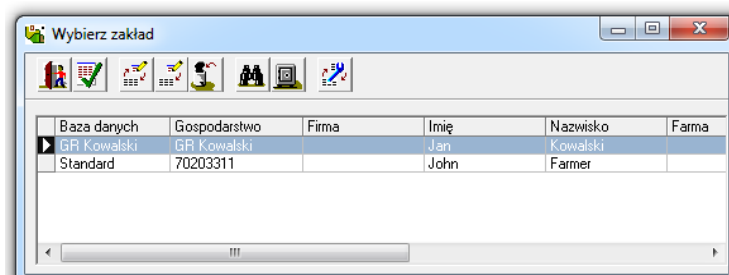 Wybierz zakład
Baza danych Gospodarstwo Firma Imię Nazwisko Farma
GR Kowalski GR Kowalski Jan Kowalski
Standard 70203311 John Farmer